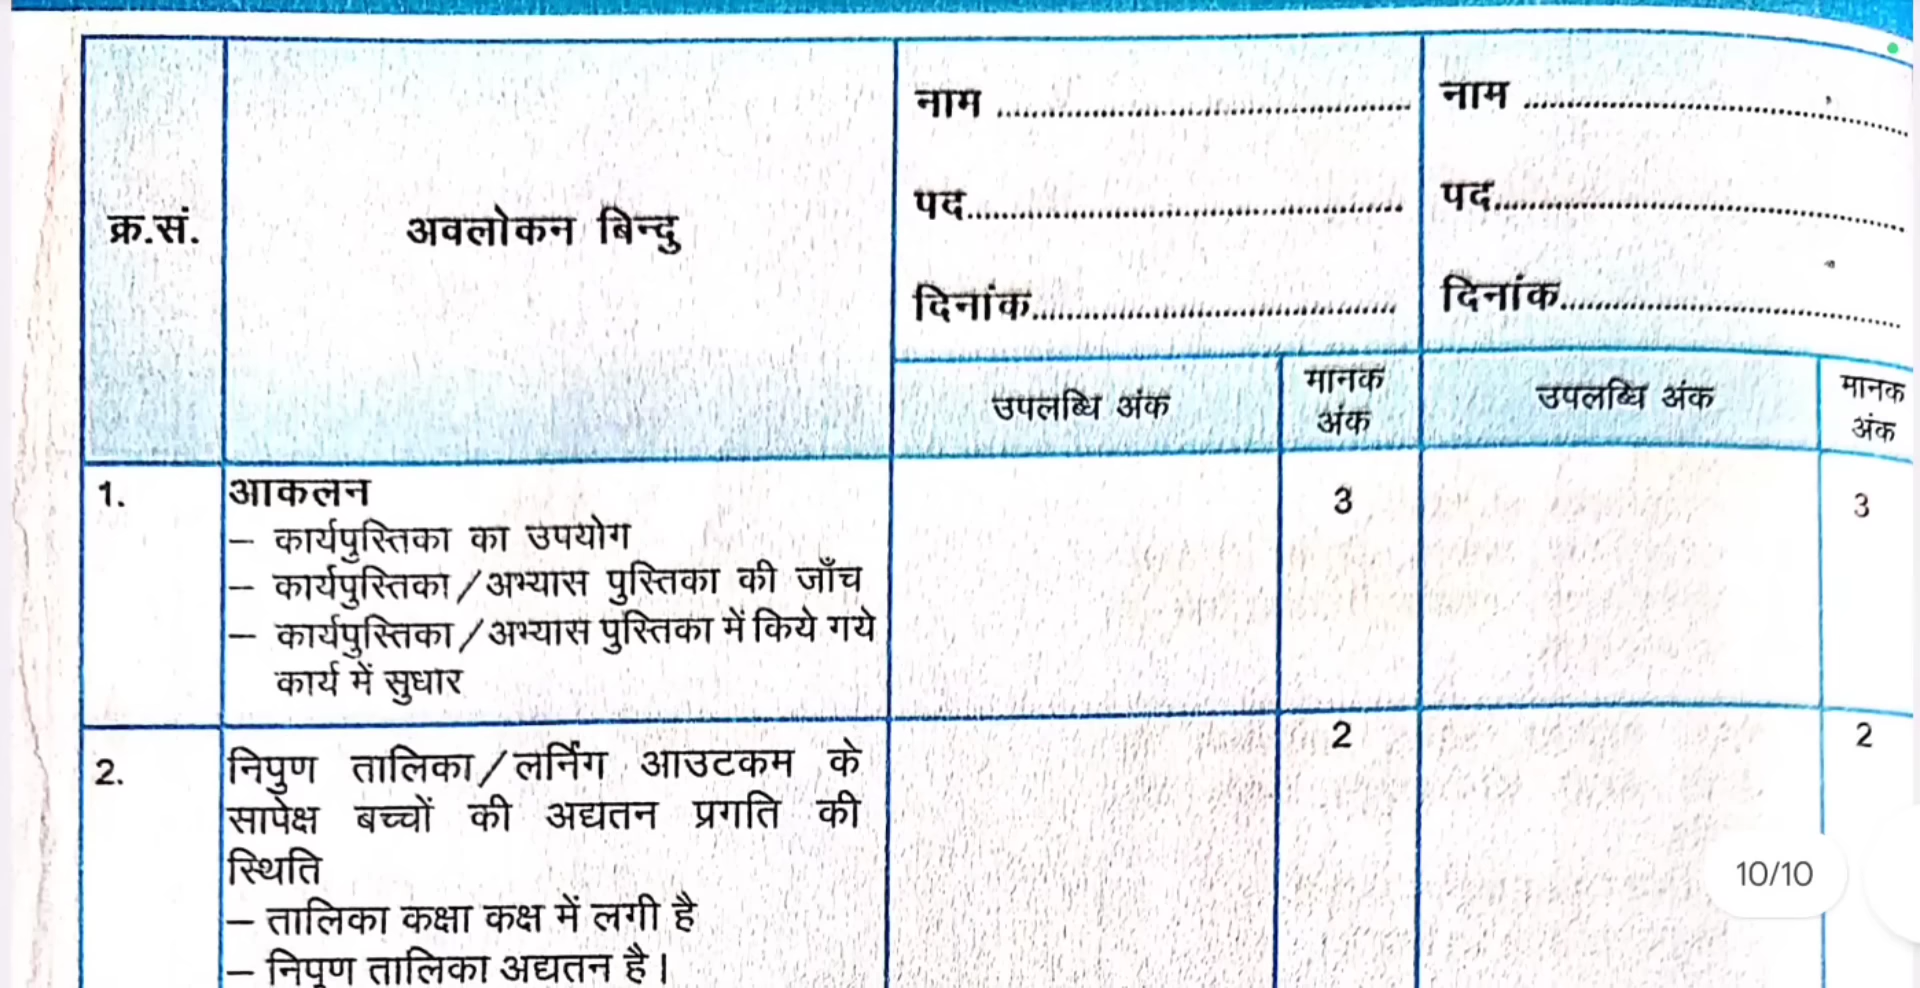 क्र.सं.
अवलोकन बिन्दु
नाम ........................................
पद........................................
दिनांक........................................
नाम ........................................
पद........................................
दिनांक........................................
उपलब्धि अंक
मानक
अंक
उपलब्धि अंक
मानक
अंक
1.
आकलन
– कार्यपुस्तिका का उपयोग
– कार्यपुस्तिका/अभ्यास पुस्तिका की जाँच
– कार्यपुस्तिका/अभ्यास पुस्तिका में किये गये
कार्य में सुधार
3
3
2.
निपुण तालिका/लर्निंग आउटकम के
सापेक्ष बच्चों की अद्यतन प्रगति की
स्थिति
– तालिका कक्षा कक्ष में लगी है
– निपुण तालिका अद्यतन है।
2
2
10/10